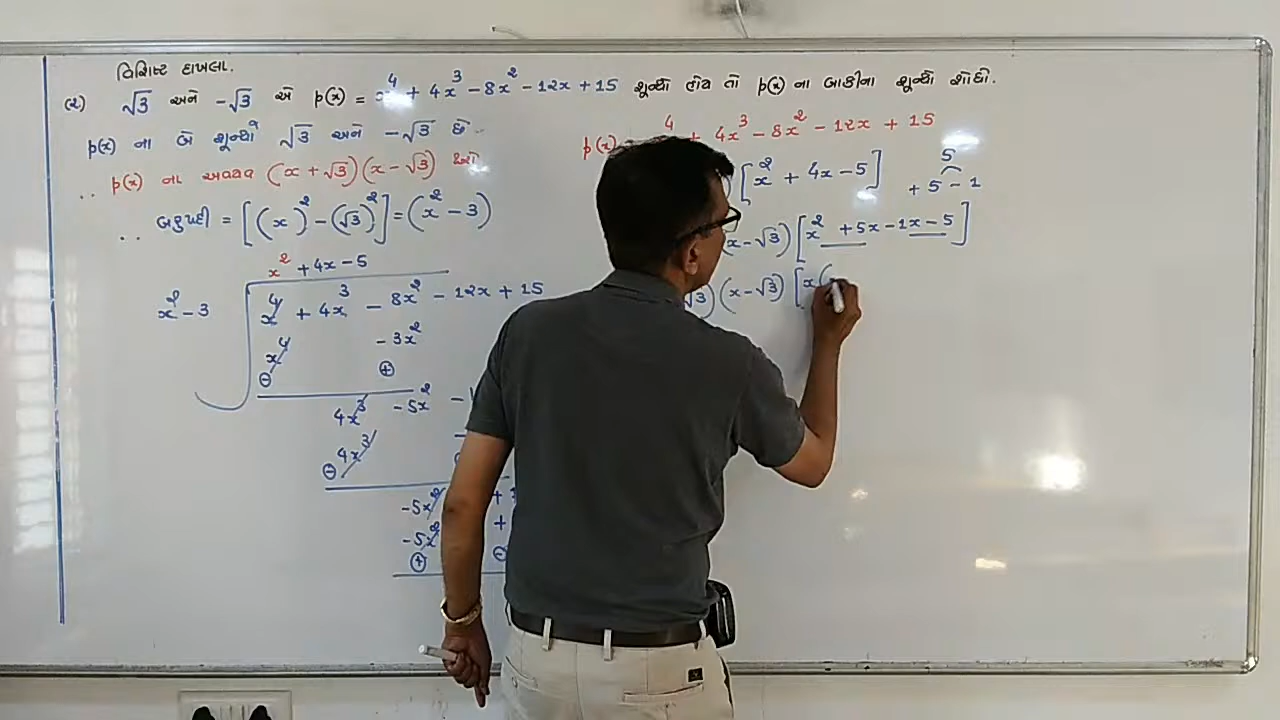 વિશિષ્ટ દાખલા.
(૨) √3 અને -√3 એ p(x) = x⁴ + 4x³ - 8x² - 12x + 15 શૂન્યો હોય તો p(x) ના બાકીના શૂન્યો શોધો.
p(x) ના બે શૂન્યો √3 અને -√3 છે.
∴ p(x) ના અવયવ (x + √3)(x - √3) થશે
∴ બહુપદી = [(x)² - (√3)²] = (x² - 3)
x² + 4x - 5
x² - 3 x⁴ + 4x³ - 8x² - 12x + 15
x⁴ - 3x²
⊖ ⊕
4x³ - 5x² -
4x³
⊖
-5x² +
-5x² +
⊕ ⊖
p(x) = x⁴ + 4x³ - 8x² - 12x + 15
[x² + 4x - 5]
5
+ 5 - 1
(x - √3)[x² + 5x - 1x - 5]
√3)(x - √3)[x(